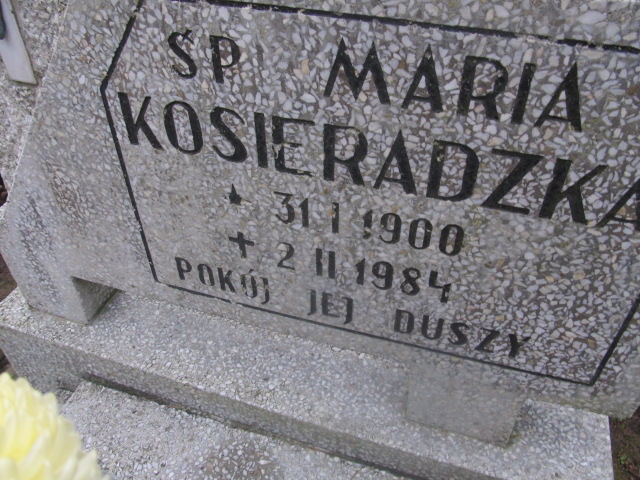 ŚP MARIA
KOSIERADZKA
* 31 I 1900
+ 2 II 1984
POKÓJ JEJ DUSZY